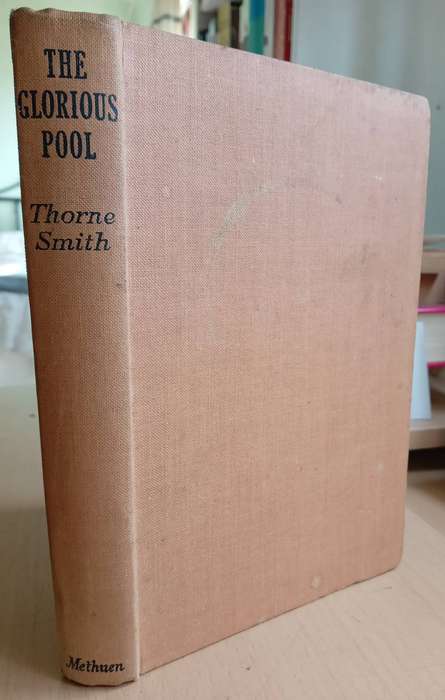 THE
GLORIOUS
POOL
Thorne
Smith
Methuen